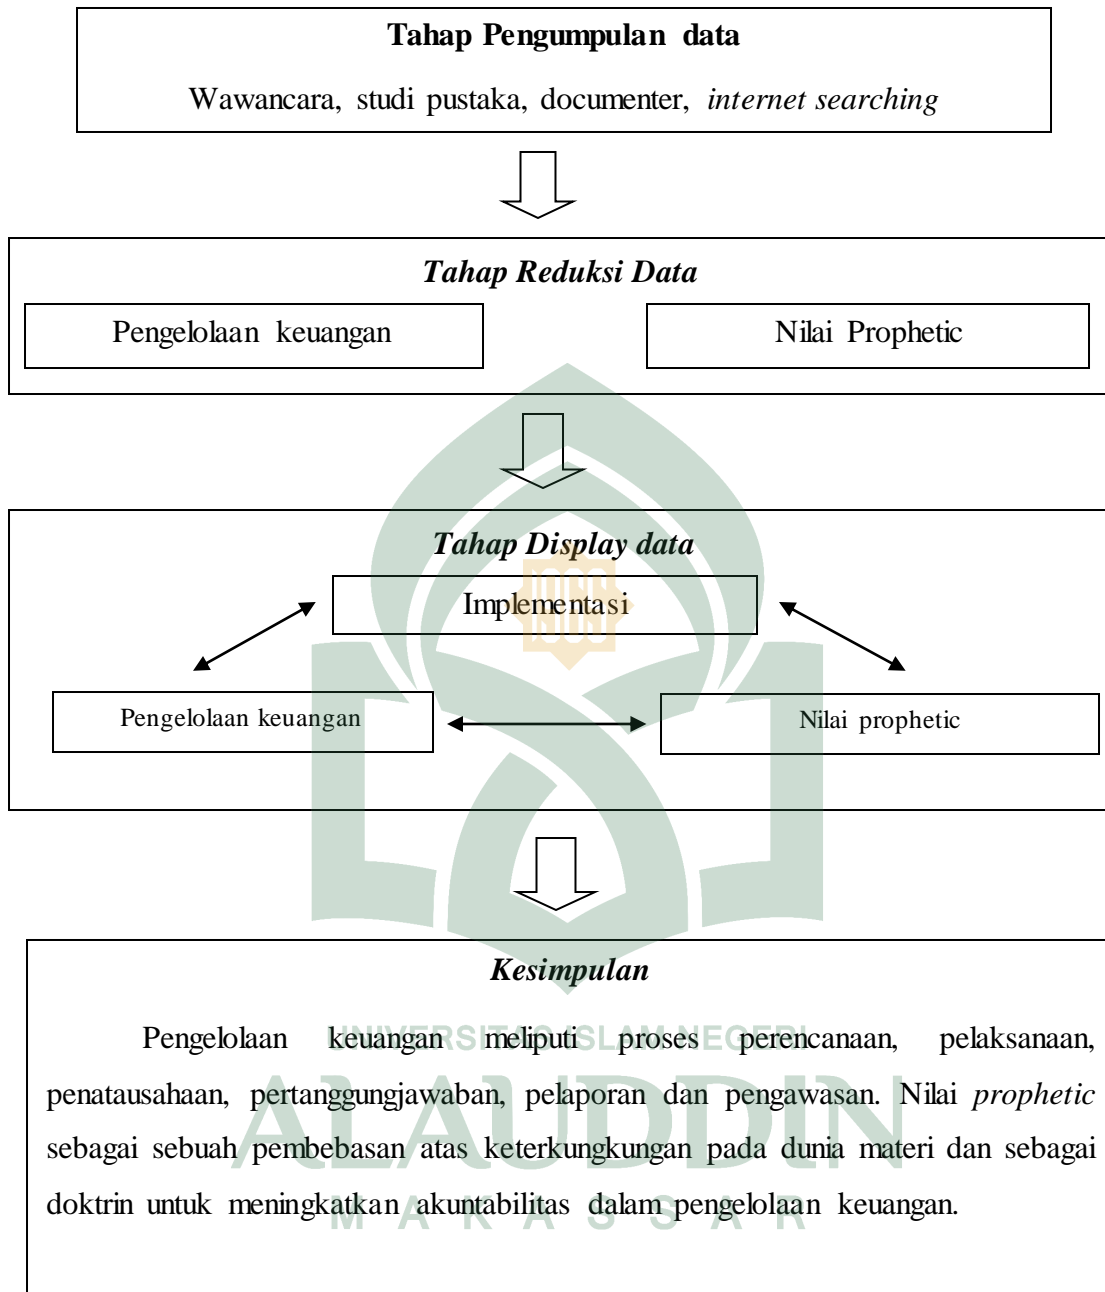 Tahap Pengumpulan data
Wawancara, studi pustaka, documenter, internet searching
Tahap Reduksi Data
Pengelolaan keuangan
Nilai Prophetic
Tahap Display data
Implementasi
Pengelolaan keuangan
Nilai prophetic
Kesimpulan
Pengelolaan keuangan meliputi proses perencanaan, pelaksanaan,
penatausahaan, pertanggungjawaban, pelaporan dan pengawasan. Nilai prophetic
sebagai sebuah pembebasan atas keterkungkungan pada dunia materi dan sebagai
doktrin untuk meningkatkan akuntabilitas dalam pengelolaan keuangan.
UNIVERSITAS ISLAM NEGERI
ALAUDDIN
MAKASSAR